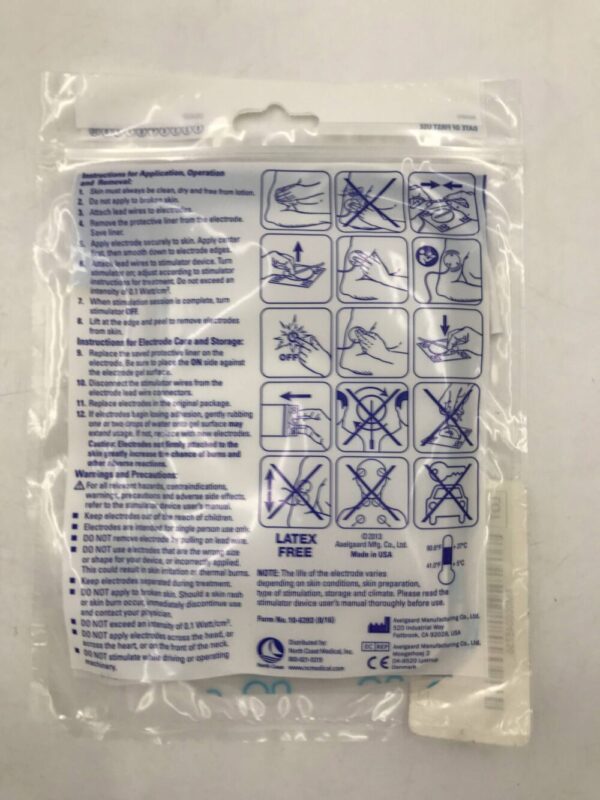 DATE OF FIRST USE
Instructions for Application, Operation
and Removal:
1. Skin must always be clean, dry and free from lotion.
2. Do not apply to broken skin.
3. Attach lead wires to electrodes.
4. Remove the protective liner from the electrode.
Save liner.
5. Apply electrode securely to skin. Apply center
first, then smooth down to electrode edges.
6. Attach lead wires to stimulator device. Turn
stimulator on; adjust according to stimulator
instructions for treatment. Do not exceed an
intensity of 0.1 Watt/cm².
7. When stimulation session is complete, turn
stimulator OFF.
8. Lift at the edge and peel to remove electrodes
from skin.
Instructions for Electrode Care and Storage:
9. Replace the saved protective liner on the
electrode. Be sure to place the ON side against
the electrode gel surface.
10. Disconnect the stimulator wires from the
electrode lead wire connectors.
11. Replace electrodes in the original package.
12. If electrodes begin losing adhesion, gently rubbing
one or two drops of water onto gel surface may
extend usage. If not, replace with new electrodes.
Caution: Electrodes not firmly attached to the
skin greatly increase the chance of burns and
other adverse reactions.
Warnings and Precautions:
For all relevant hazards, contraindications,
warnings, precautions and adverse side effects,
refer to the stimulator device user's manual.
■ Keep electrodes out of the reach of children.
■ Electrodes are intended for single person use only.
■ DO NOT remove electrode by pulling on lead wire.
■ DO NOT use electrodes that are the wrong size
or shape for your device, or incorrectly applied.
This could result in skin irritation or thermal burns.
■ Keep electrodes separated during treatment.
■ DO NOT apply to broken skin. Should a skin rash
or skin burn occur, immediately discontinue use
and contact your physician.
■ DO NOT exceed an intensity of 0.1 Watt/cm².
■ DO NOT apply electrodes across the head, or
across the heart, or on the front of the neck.
■ DO NOT stimulate while driving or operating
machinery.
OFF
LATEX
FREE
©2013
Axelgaard Mfg. Co., Ltd.
Made in USA
27°C
5°C
NOTE: The life of the electrode varies
depending on skin conditions, skin preparation,
type of stimulation, storage and climate. Please read the
stimulator device user's manual thoroughly before use.
Distributed by:
North Coast Medical, Inc.
800-821-9319
www.ncmedical.com
North Coast
Axelgaard Manufacturing Co., Ltd.
520 Industrial Way
Fallbrook, CA 92028, USA
EC REP
Axelgaard Manufacturing Co., Ltd.
CE
Denmark